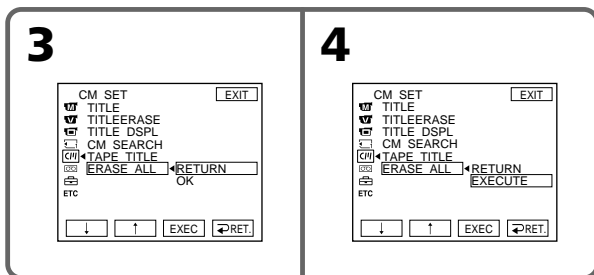 3
CM SET EXIT
TITLE
TITLEERASE
TITLE DSPL
CM SEARCH
TAPE TITLE
ERASE ALL RETURN
OK
ETC
↓ ↑ EXEC RET.
4
CM SET EXIT
TITLE
TITLEERASE
TITLE DSPL
CM SEARCH
TAPE TITLE
ERASE ALL RETURN
EXECUTE
ETC
↓ ↑ EXEC RET.